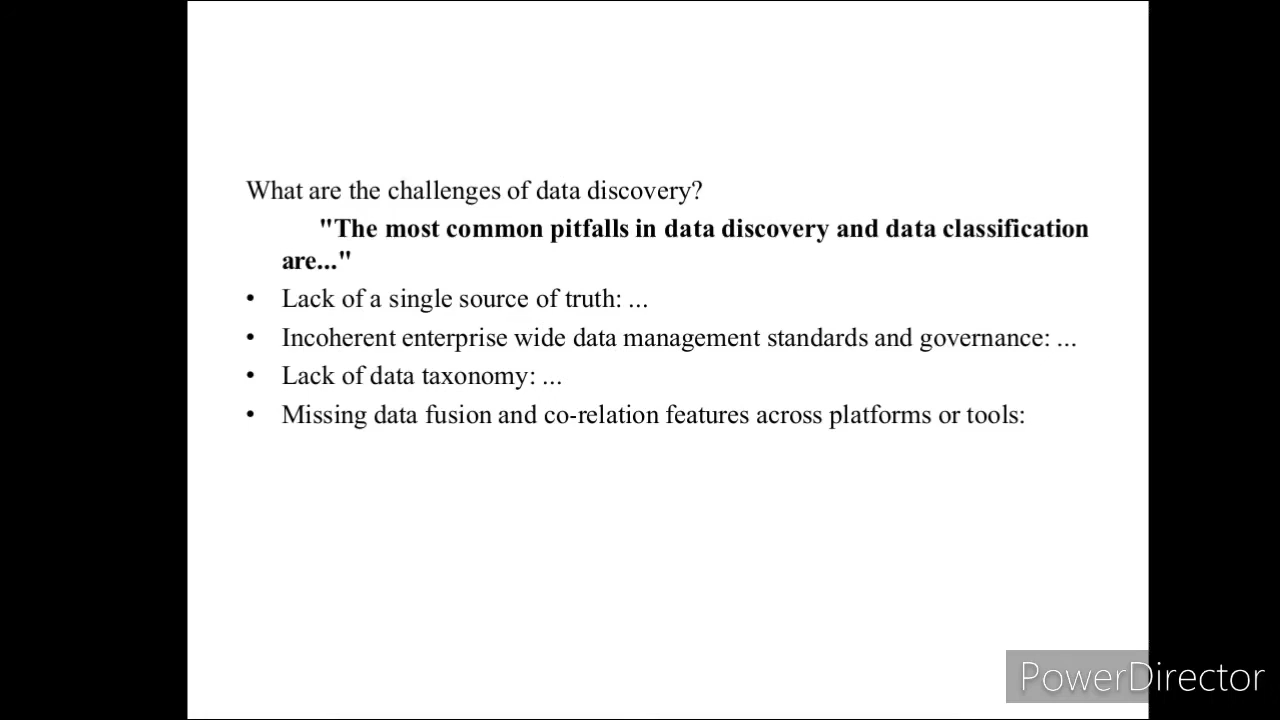 What are the challenges of data discovery?
"The most common pitfalls in data discovery and data classification
are..."
• Lack of a single source of truth: ...
• Incoherent enterprise wide data management standards and governance: ...
• Lack of data taxonomy: ...
• Missing data fusion and co-relation features across platforms or tools:
PowerDirector